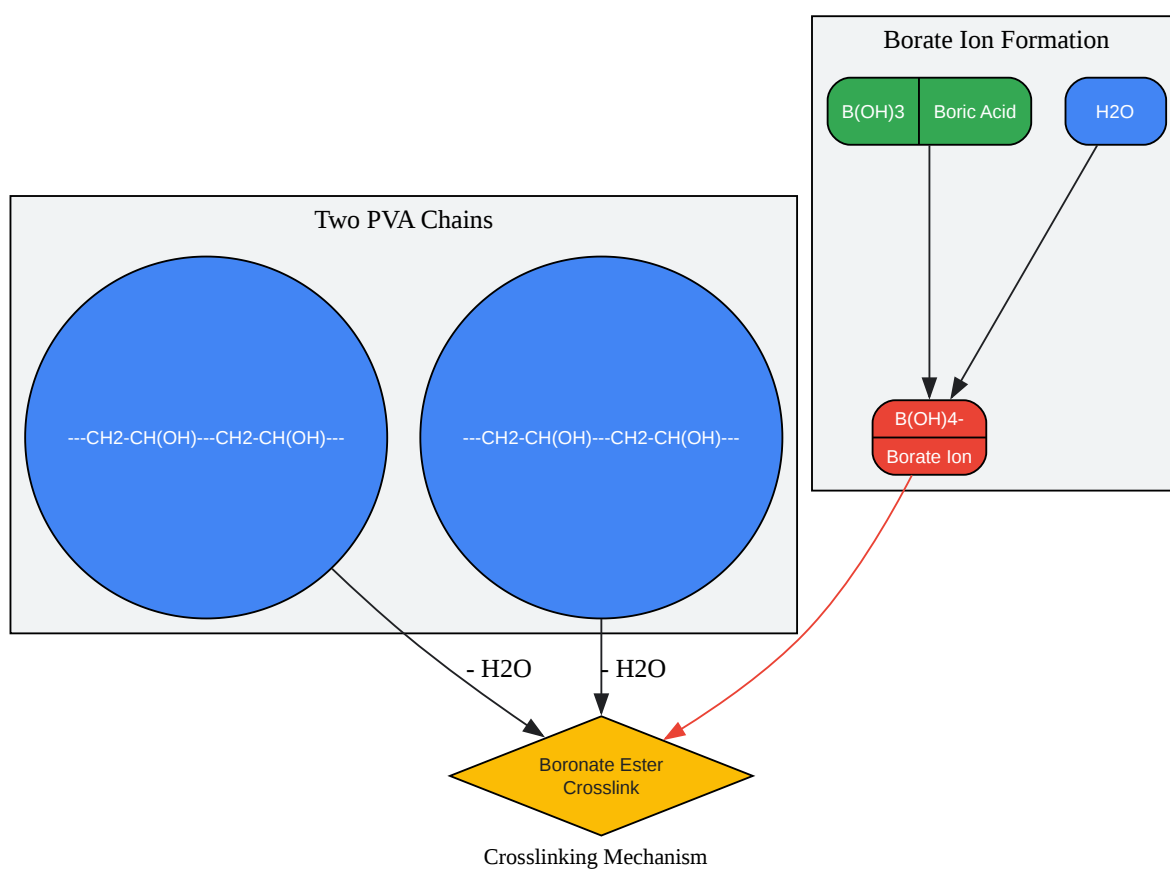 Borate Ion Formation
B(OH)3
Boric Acid
H2O
Two PVA Chains
---CH2-CH(OH)---CH2-CH(OH)---
---CH2-CH(OH)---CH2-CH(OH)---
B(OH)4-
Borate Ion
- H2O
- H2O
Boronate Ester
Crosslink
Crosslinking Mechanism